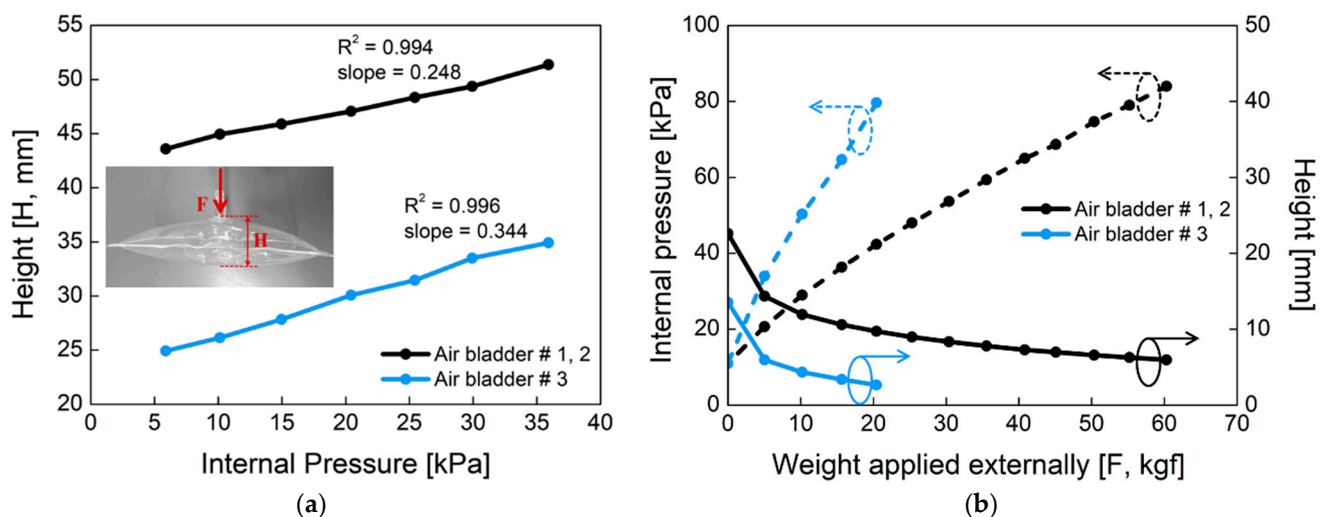 Height [H, mm]
55
50
45
40
35
30
25
20
R² = 0.994
slope = 0.248
F
H
R² = 0.996
slope = 0.344
Air bladder # 1, 2
Air bladder # 3
0 5 10 15 20 25 30 35 40
Internal Pressure [kPa]
(a)
Internal pressure [kPa]
100
80
60
40
20
0
Air bladder # 1, 2
Air bladder # 3
50
40
30
20
10
0
Height [mm]
0 10 20 30 40 50 60 70
Weight applied externally [F, kgf]
(b)